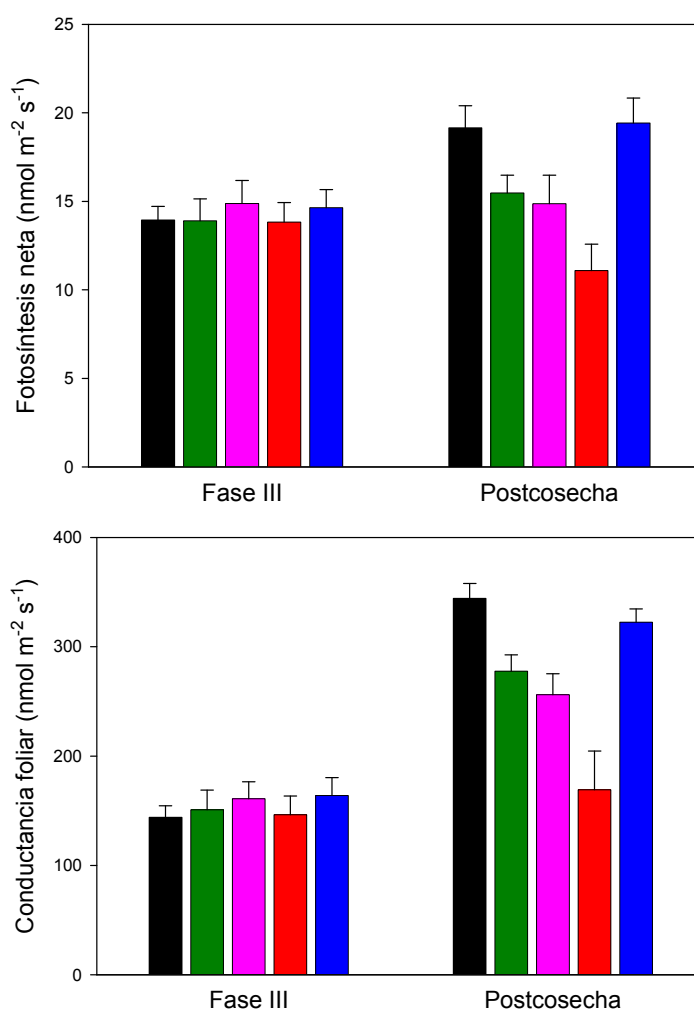 25
20
15
10
5
0
Fotosíntesis neta (nmol m⁻² s⁻¹)
Fase III Postcosecha
400
300
200
100
0
Conductancia foliar (nmol m⁻² s⁻¹)
Fase III Postcosecha